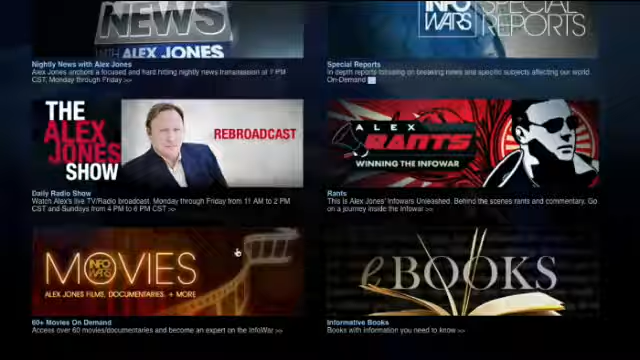 NEWS
WITH ALEX JONES
INFO WARS
SPECIAL REPORTS
Nightly News with Alex Jones
Alex Jones anchors a focused and hard hitting nightly news transmission at 7 PM
CST, Monday through Friday >>
Special Reports
In depth reports focusing on breaking news and specific subjects affecting our world.
On-Demand
THE
ALEX
JONES
SHOW
REBROADCAST
ALEX
RANTS
WINNING THE INFOWAR
Daily Radio Show
Watch Alex's live TV/Radio broadcast. Monday through Friday from 11 AM to 2 PM
CST and Sundays from 4 PM to 6 PM CST >>
Rants
This is Alex Jones' Infowars Unleashed. Behind the scenes rants and commentary. Go
on a journey inside the Infowar >>
INFO WARS
MOVIES
ALEX JONES FILMS, DOCUMENTARIES, + MORE
eBOOKS
60+ Movies On Demand
Access over 60 movies/documentaries and become an expert on the InfoWar >>
Informative Books
Books with information you need to know >>